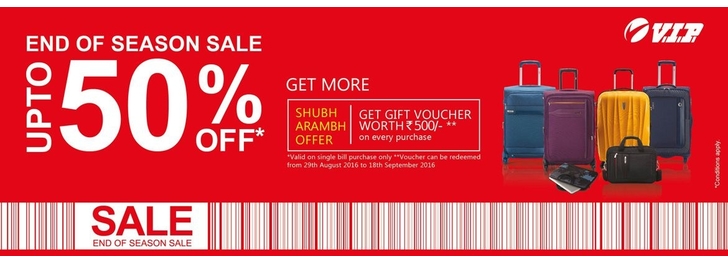 END OF SEASON SALE
UPTO
50%
OFF*
GET MORE
SHUBH
ARAMBH
OFFER
GET GIFT VOUCHER
WORTH ₹500/- **
on every purchase
*Valid on single bill purchase only **Voucher can be redeemed
from 29th August 2016 to 18th September 2016
V.I.P.
*Conditions apply
SALE
END OF SEASON SALE